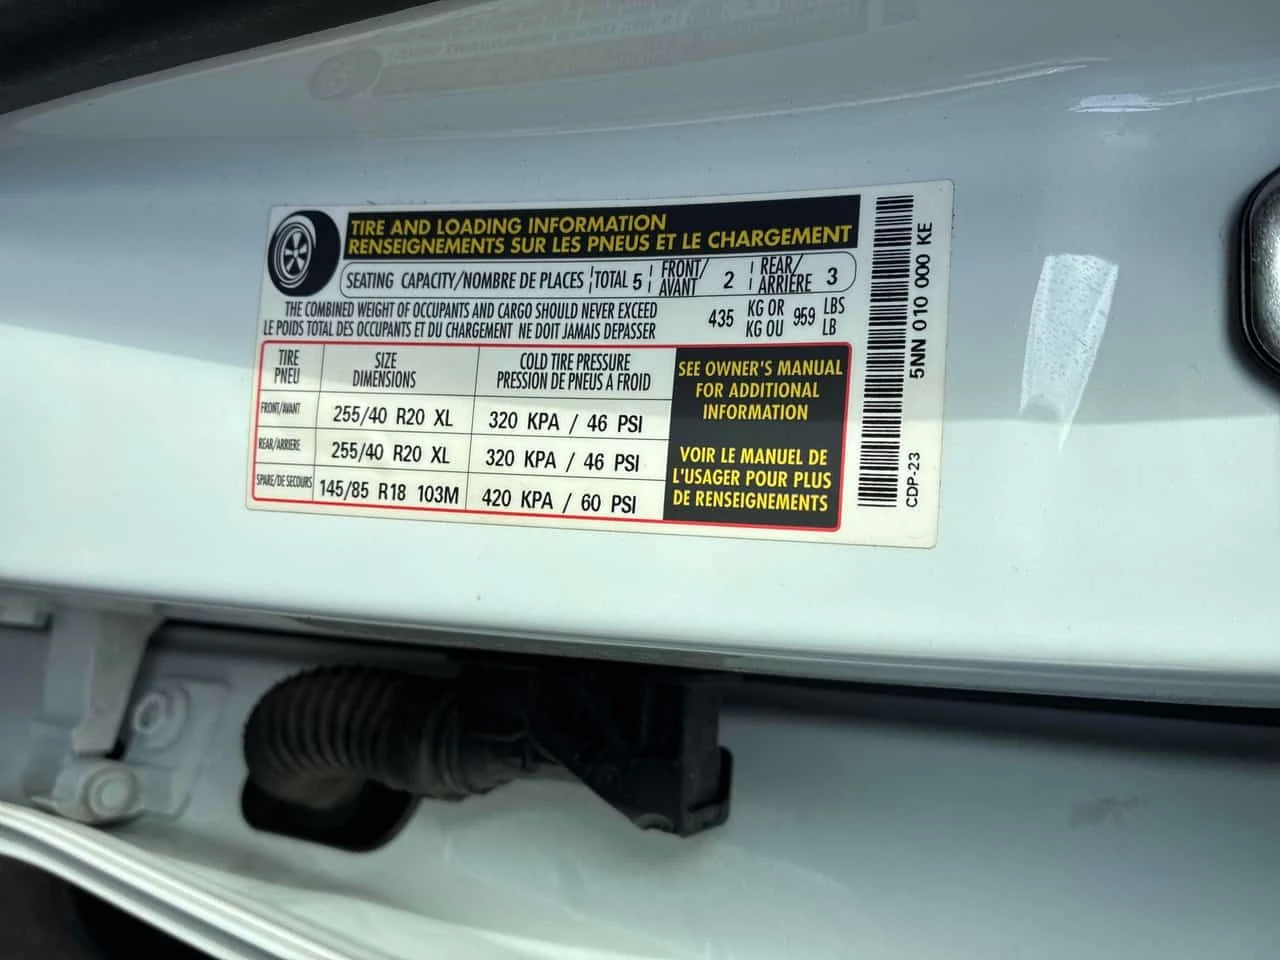 TIRE AND LOADING INFORMATION
RENSEIGNEMENTS SUR LES PNEUS ET LE CHARGEMENT
SEATING CAPACITY/NOMBRE DE PLACES TOTAL 5 FRONT/AVANT 2 REAR/ARRIÈRE 3
THE COMBINED WEIGHT OF OCCUPANTS AND CARGO SHOULD NEVER EXCEED 435 KG OR 959 LBS
LE POIDS TOTAL DES OCCUPANTS ET DU CHARGEMENT NE DOIT JAMAIS DEPASSER KG OU LB
TIRE
PNEU
SIZE
DIMENSIONS
COLD TIRE PRESSURE
PRESSION DE PNEUS A FROID
FRONT/AVANT 255/40 R20 XL 320 KPA / 46 PSI
REAR/ARRIERE 255/40 R20 XL 320 KPA / 46 PSI
SPARE/DE SECOURS 145/85 R18 103M 420 KPA / 60 PSI
SEE OWNER'S MANUAL
FOR ADDITIONAL
INFORMATION
VOIR LE MANUEL DE
L'USAGER POUR PLUS
DE RENSEIGNEMENTS
5NN 010 000 KE
CDP-23